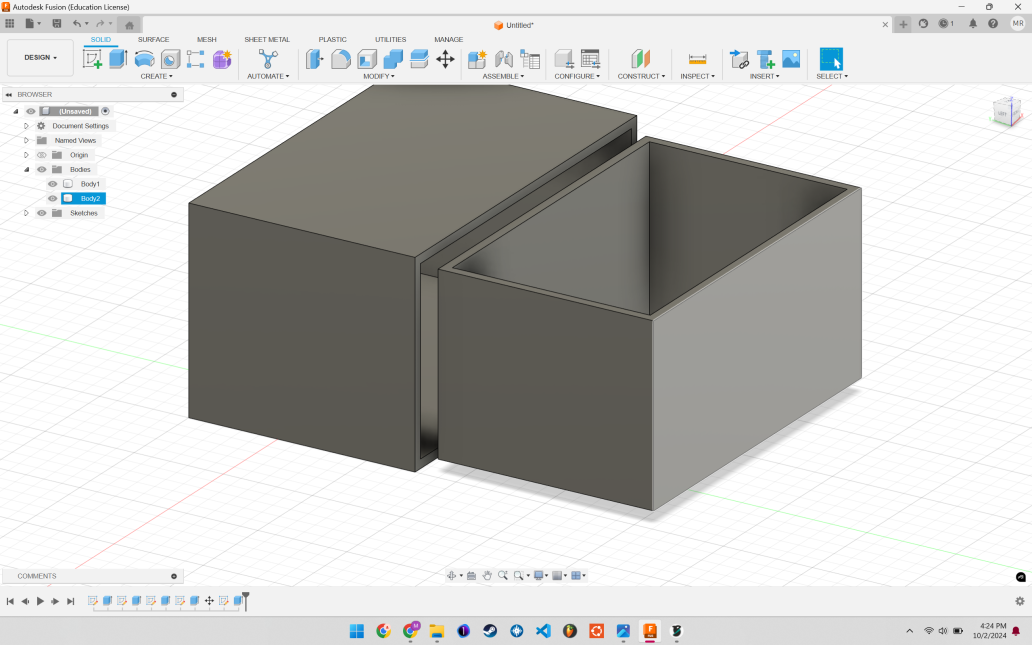 Autodesk Fusion (Education License)
Untitled*
1
MR
DESIGN
SOLID SURFACE MESH SHEET METAL PLASTIC UTILITIES MANAGE
CREATE AUTOMATE MODIFY ASSEMBLE CONFIGURE CONSTRUCT INSPECT INSERT SELECT
BROWSER
(Unsaved)
Document Settings
Named Views
Origin
Bodies
Body1
Body2
Sketches
COMMENTS
4:24 PM
10/2/2024